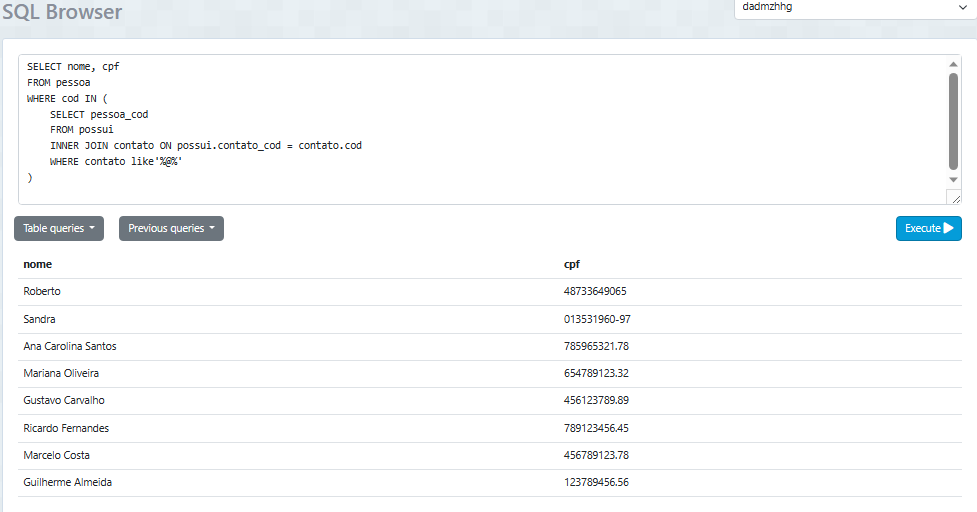 SQL Browser
dadmzhhg
SELECT nome, cpf
FROM pessoa
WHERE cod IN (
    SELECT pessoa_cod
    FROM possui
    INNER JOIN contato ON possui.contato_cod = contato.cod
    WHERE contato like'%@%'
)
Table queries
Previous queries
Execute
nome cpf
Roberto 48733649065
Sandra 013531960-97
Ana Carolina Santos 785965321.78
Mariana Oliveira 654789123.32
Gustavo Carvalho 456123789.89
Ricardo Fernandes 789123456.45
Marcelo Costa 456789123.78
Guilherme Almeida 123789456.56